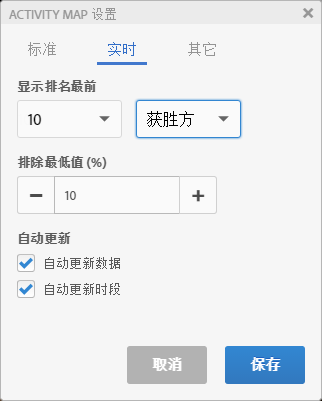 ACTIVITY MAP 设置
标准 实时 其它
显示排名最前
10 获胜方
排除最低值 (%)
10
自动更新
自动更新数据
自动更新时段
取消 保存